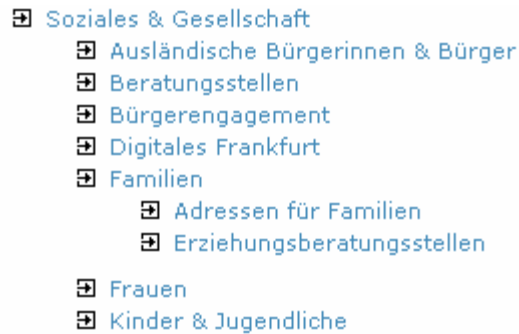 Soziales & Gesellschaft
Ausländische Bürgerinnen & Bürger
Beratungsstellen
Bürgerengagement
Digitales Frankfurt
Familien
Adressen für Familien
Erziehungsberatungsstellen
Frauen
Kinder & Jugendliche